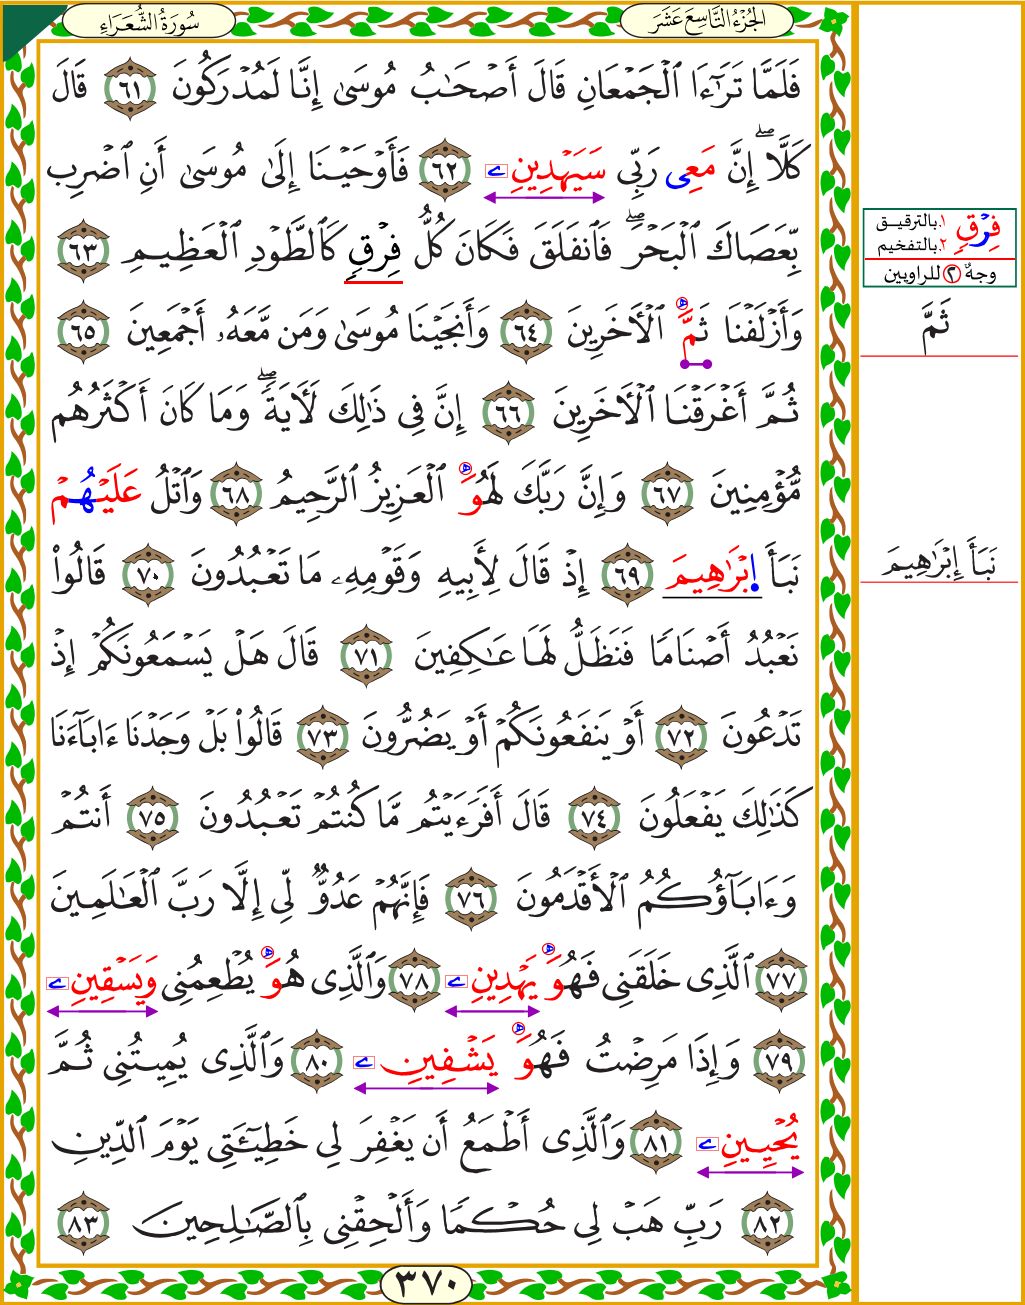 الجُزْءُ التَّاسِعَ عَشَرَ
سُورَةُ الشُّعَرَاءِ
فَلَمَّا تَرَٰٓءَا ٱلۡجَمۡعَانِ قَالَ أَصۡحَٰبُ مُوسَىٰٓ إِنَّا لَمُدۡرَكُونَ ٦١ قَالَ
كَلَّآۖ إِنَّ مَعِى رَبِّى سَيَهۡدِينِۦ ٦٢ فَأَوۡحَيۡنَآ إِلَىٰ مُوسَىٰٓ أَنِ ٱضۡرِب
بِّعَصَاكَ ٱلۡبَحۡرَۖ فَٱنفَلَقَ فَكَانَ كُلُّ فِرۡقٖ كَٱلطَّوۡدِ ٱلۡعَظِيمِ ٦٣
وَأَزۡلَفۡنَا ثَمَّهۡ ٱلۡأٓخَرِينَ ٦٤ وَأَنجَيۡنَا مُوسَىٰ وَمَن مَّعَهُۥٓ أَجۡمَعِينَ ٦٥
ثُمَّ أَغۡرَقۡنَا ٱلۡأٓخَرِينَ ٦٦ إِنَّ فِى ذَٰلِكَ لَأٓيَةٗۖ وَمَا كَانَ أَكۡثَرُهُم
مُّؤۡمِنِينَ ٦٧ وَإِنَّ رَبَّكَ لَهُوَهۡ ٱلۡعَزِيزُ ٱلرَّحِيمُ ٦٨ وَٱتۡلُ عَلَيۡهُمۡ
نَبَأَ إِبۡرَٰهِيمَ ٦٩ إِذۡ قَالَ لِأَبِيهِ وَقَوۡمِهِۦ مَا تَعۡبُدُونَ ٧٠ قَالُواْ
نَعۡبُدُ أَصۡنَامٗا فَنَظَلُّ لَهَا عَٰكِفِينَ ٧١ قَالَ هَلۡ يَسۡمَعُونَكُمۡ إِذۡ
تَدۡعُونَ ٧٢ أَوۡ يَنفَعُونَكُمۡ أَوۡ يَضُرُّونَ ٧٣ قَالُواْ بَلۡ وَجَدۡنَآ ءَابَآءَنَا
كَذَٰلِكَ يَفۡعَلُونَ ٧٤ قَالَ أَفَرَءَيۡتُم مَّا كُنتُمۡ تَعۡبُدُونَ ٧٥ أَنتُمۡ
وَءَابَآؤُكُمُ ٱلۡأَقۡدَمُونَ ٧٦ فَإِنَّهُمۡ عَدُوّٞ لِّىٓ إِلَّا رَبَّ ٱلۡعَٰلَمِينَ
٧٧ ٱلَّذِى خَلَقَنِى فَهُوَهۡ يَهۡدِينِۦ ٧٨ وَٱلَّذِى هُوَهۡ يُطۡعِمُنِى وَيَسۡقِينِۦ
٧٩ وَإِذَا مَرِضۡتُ فَهُوَهۡ يَشۡفِينِۦ ٨٠ وَٱلَّذِى يُمِيتُنِى ثُمَّ
يُحۡيِينِۦ ٨١ وَٱلَّذِىٓ أَطۡمَعُ أَن يَغۡفِرَ لِى خَطِيٓـَٔتِى يَوۡمَ ٱلدِّينِ
٨٢ رَبِّ هَبۡ لِى حُكۡمٗا وَأَلۡحِقۡنِى بِٱلصَّٰلِحِينَ ٨٣
٣٧٠
فِرۡقٖ ١.بالترقيـق
٢.بالتفخيم
وجهٌ ٢ للراويين
ثَمَّ
نَبَأَ إِبۡرَٰهِيمَ